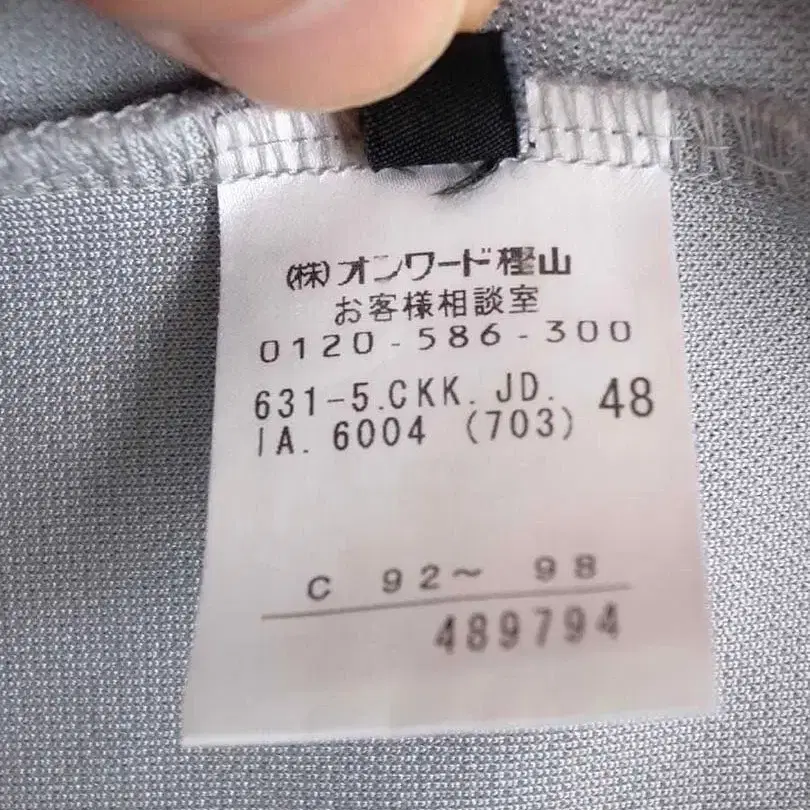 (株)オンワード樫山
お客様相談室
0120-586-300
631-5.CKK.JD. 48
IA.6004 (703)
C 92～ 98
489794